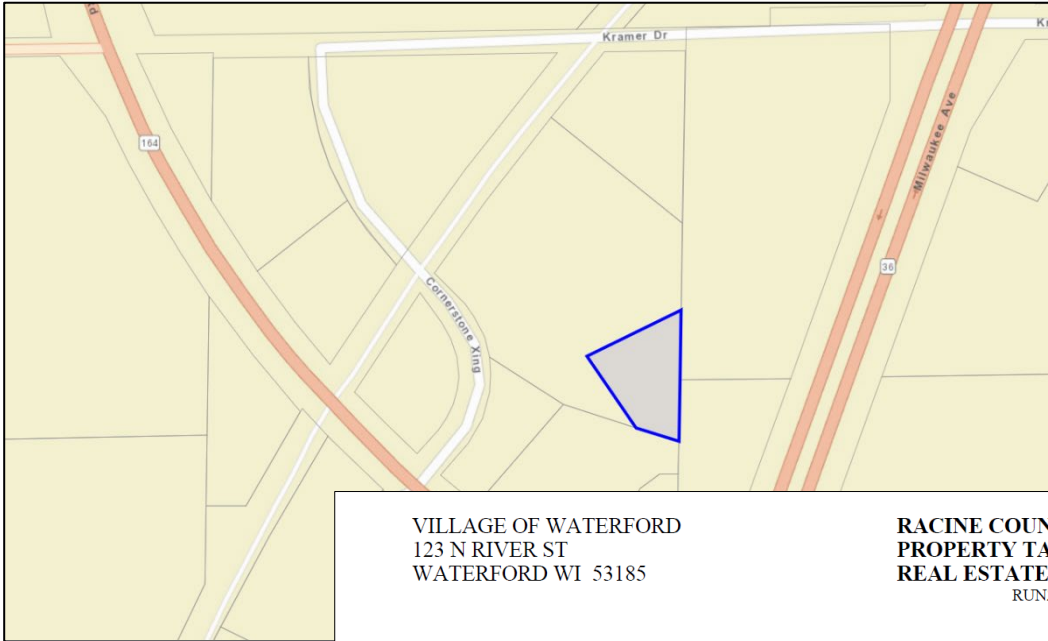 Rd
Kramer Dr
Kr
164
Milwaukee Ave
36
Cornerstone Xing
VILLAGE OF WATERFORD
123 N RIVER ST
WATERFORD WI 53185
RACINE COUN
PROPERTY TA
REAL ESTATE
RUN